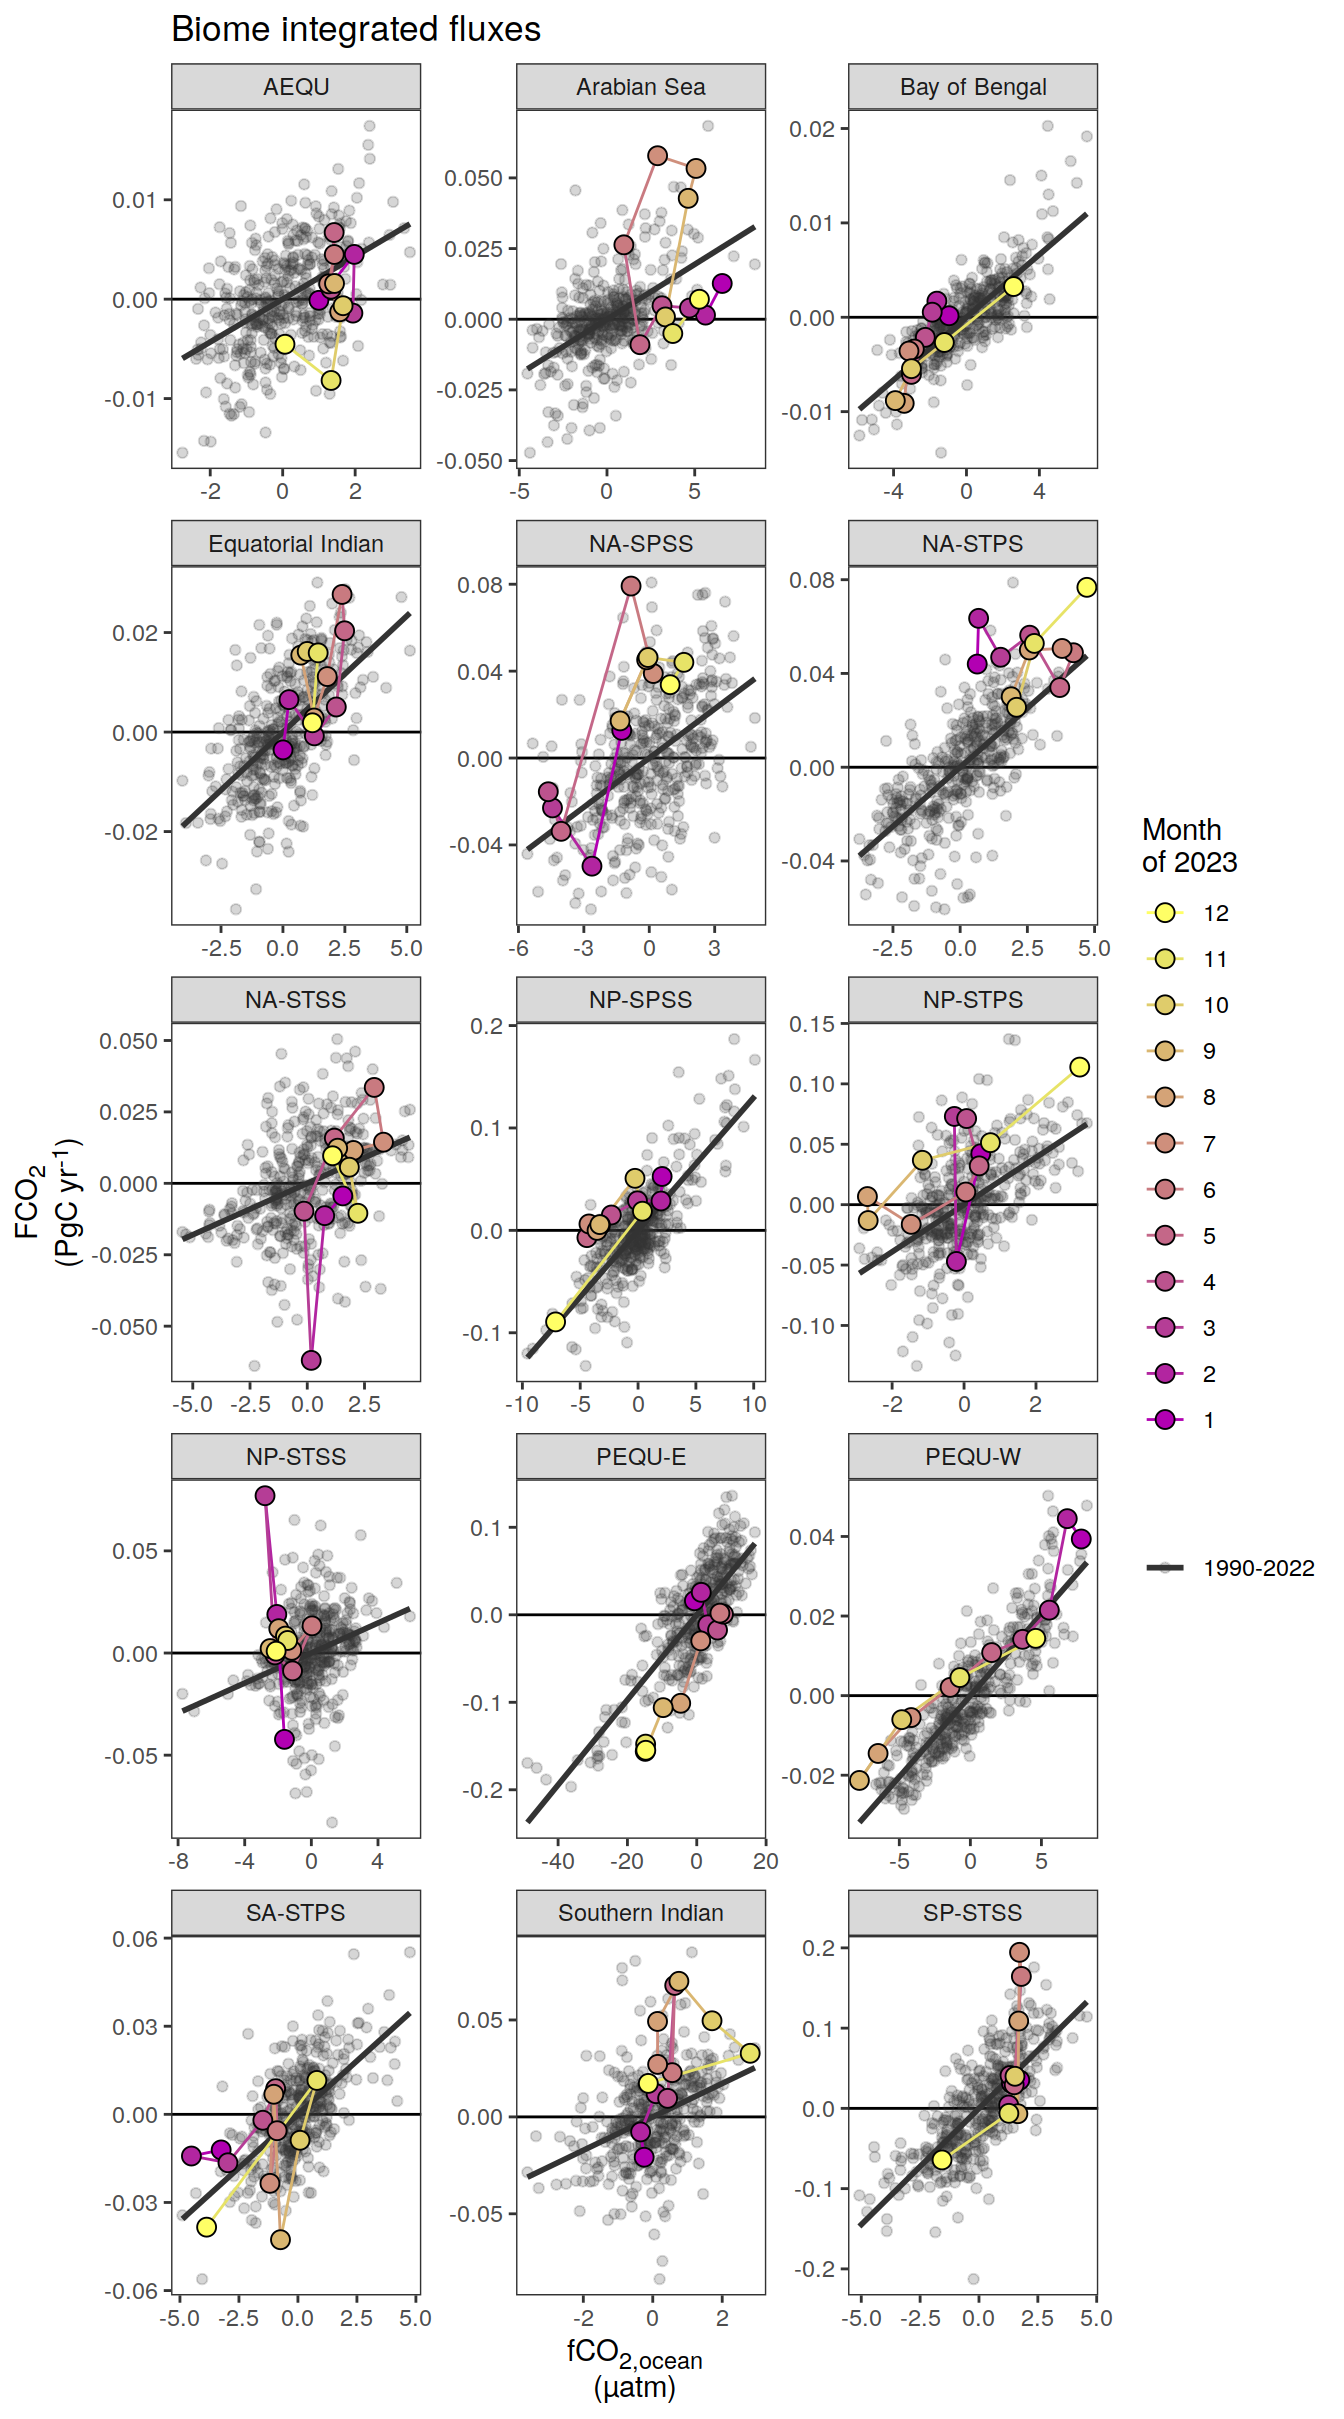 Biome integrated fluxes
AEQU
Arabian Sea
Bay of Bengal
0.01
0.00
-0.01
-2 0 2
0.050
0.025
0.000
-0.025
-0.050
-5 0 5
0.02
0.01
0.00
-0.01
-4 0 4
Equatorial Indian
NA-SPSS
NA-STPS
0.02
0.00
-0.02
-2.5 0.0 2.5 5.0
0.08
0.04
0.00
-0.04
-6 -3 0 3
0.08
0.04
0.00
-0.04
-2.5 0.0 2.5 5.0
NA-STSS
NP-SPSS
NP-STPS
0.050
0.025
0.000
-0.025
-0.050
-5.0 -2.5 0.0 2.5
0.2
0.1
0.0
-0.1
-10 -5 0 5 10
0.15
0.10
0.05
0.00
-0.05
-0.10
-2 0 2
NP-STSS
PEQU-E
PEQU-W
0.05
0.00
-0.05
-8 -4 0 4
0.1
0.0
-0.1
-0.2
-40 -20 0 20
0.04
0.02
0.00
-0.02
-5 0 5
SA-STPS
Southern Indian
SP-STSS
0.06
0.03
0.00
-0.03
-0.06
-5.0 -2.5 0.0 2.5 5.0
0.05
0.00
-0.05
-2 0 2
0.2
0.1
0.0
-0.1
-0.2
-5.0 -2.5 0.0 2.5 5.0
FCO2
(PgC yr-1)
fCO2,ocean
(µatm)
Month
of 2023
12
11
10
9
8
7
6
5
4
3
2
1
1990-2022